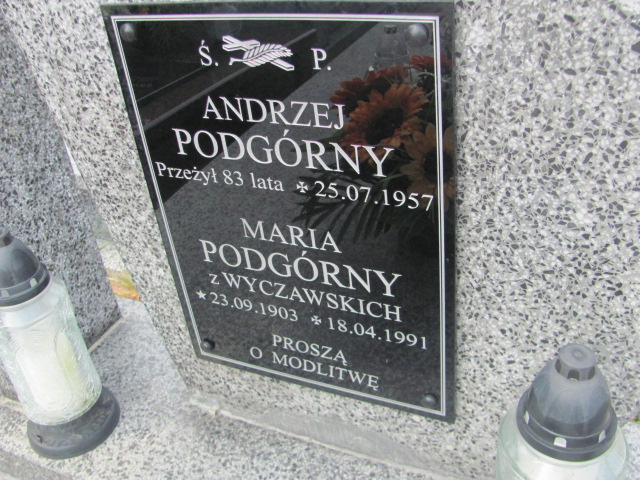 Ś. P.
ANDRZEJ
PODGÓRNY
Przeżył 83 lata ✠ 25.07.1957
MARIA
PODGÓRNY
z WYCZAWSKICH
★ 23.09.1903 ✠ 18.04.1991
PROSZĄ
O MODLITWĘ